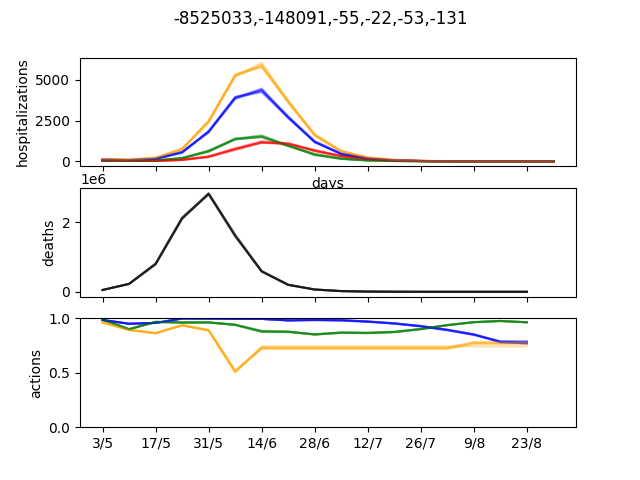 -8525033,-148091,-55,-22,-53,-131
hospitalizations
5000
2500
0
days
1e6
deaths
2
0
actions
1.0
0.5
0.0
3/5 17/5 31/5 14/6 28/6 12/7 26/7 9/8 23/8